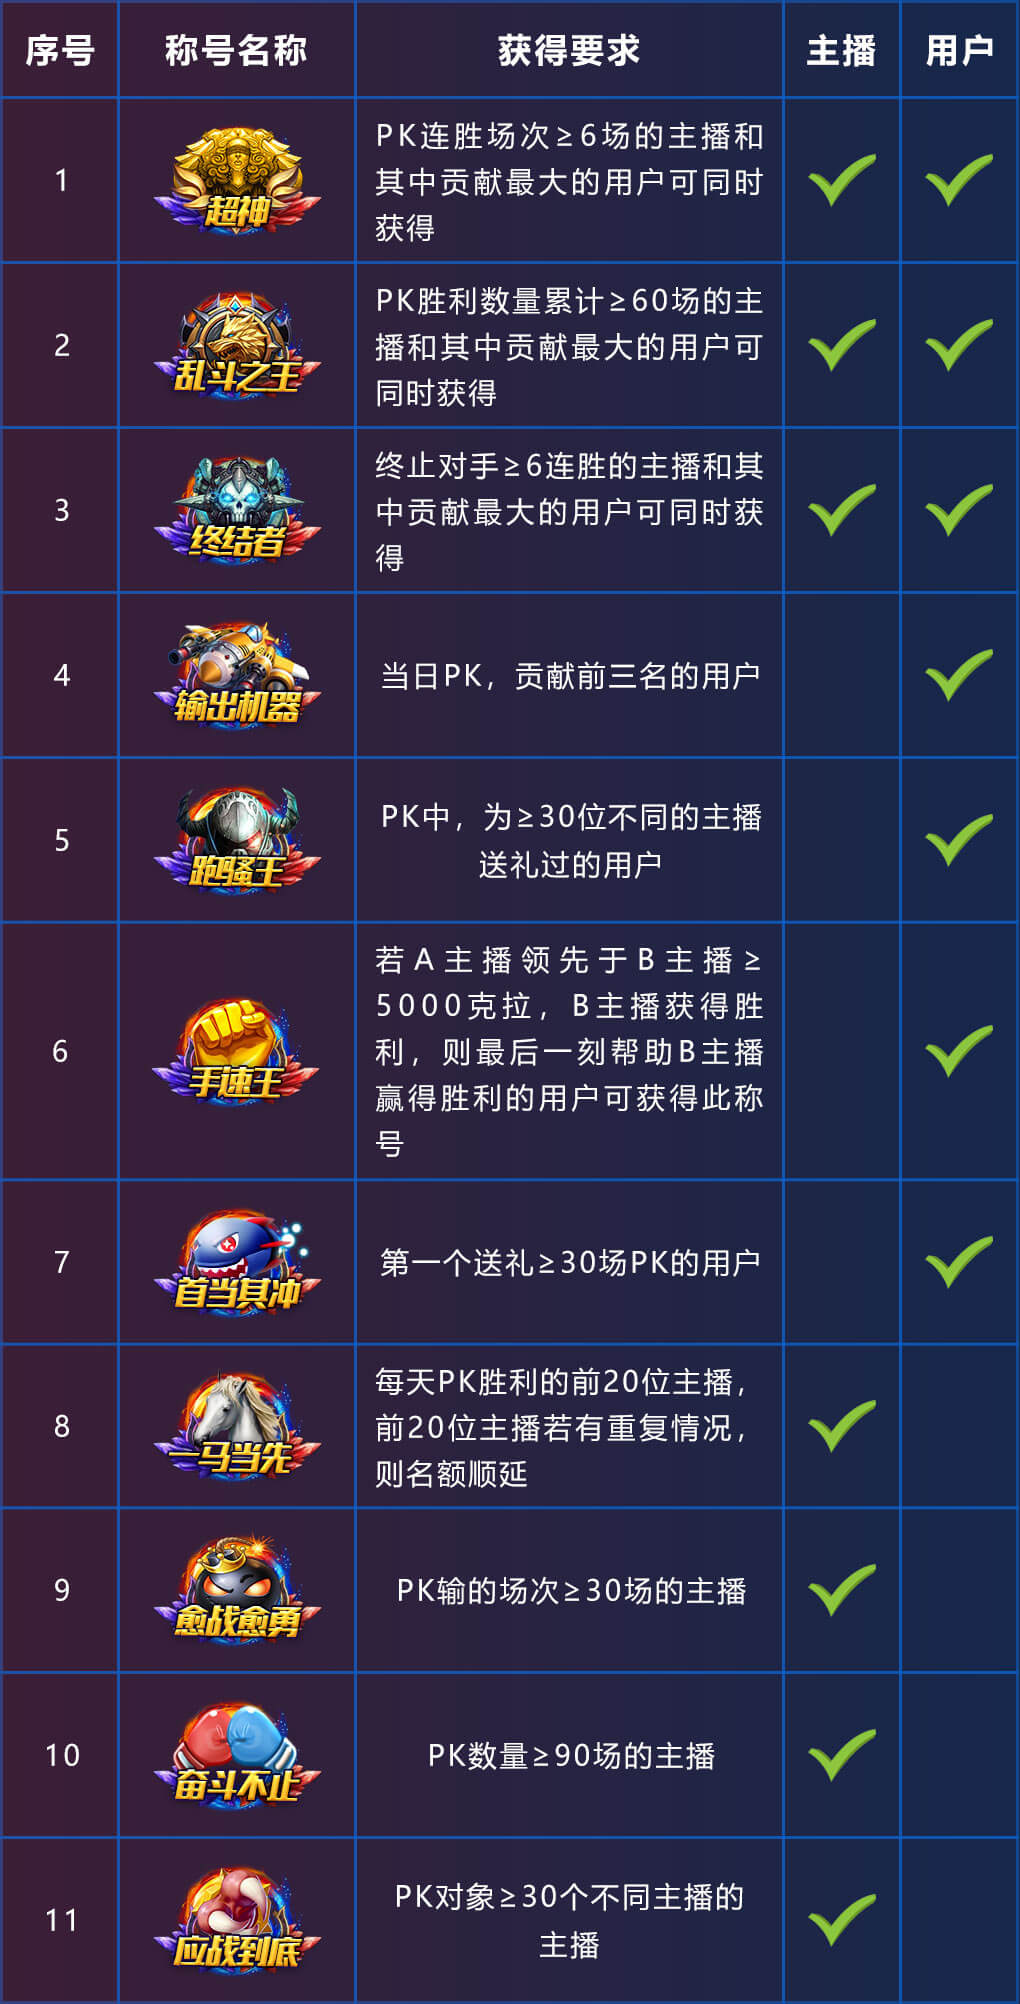 序号 称号名称 获得要求 主播 用户
1
超神
PK连胜场次≥6场的主播和
其中贡献最大的用户可同时
获得
2
乱斗之王
PK胜利数量累计≥60场的主
播和其中贡献最大的用户可
同时获得
3
终结者
终止对手≥6连胜的主播和其
中贡献最大的用户可同时获
得
4
输出机器
当日PK，贡献前三名的用户
5
跑骚王
PK中，为≥30位不同的主播
送礼过的用户
6
手速王
若A主播领先于B主播≥
5000克拉，B主播获得胜
利，则最后一刻帮助B主播
赢得胜利的用户可获得此称
号
7
首当其冲
第一个送礼≥30场PK的用户
8
一马当先
每天PK胜利的前20位主播，
前20位主播若有重复情况，
则名额顺延
9
愈战愈勇
PK输的场次≥30场的主播
10
奋斗不止
PK数量≥90场的主播
11
应战到底
PK对象≥30个不同主播的
主播